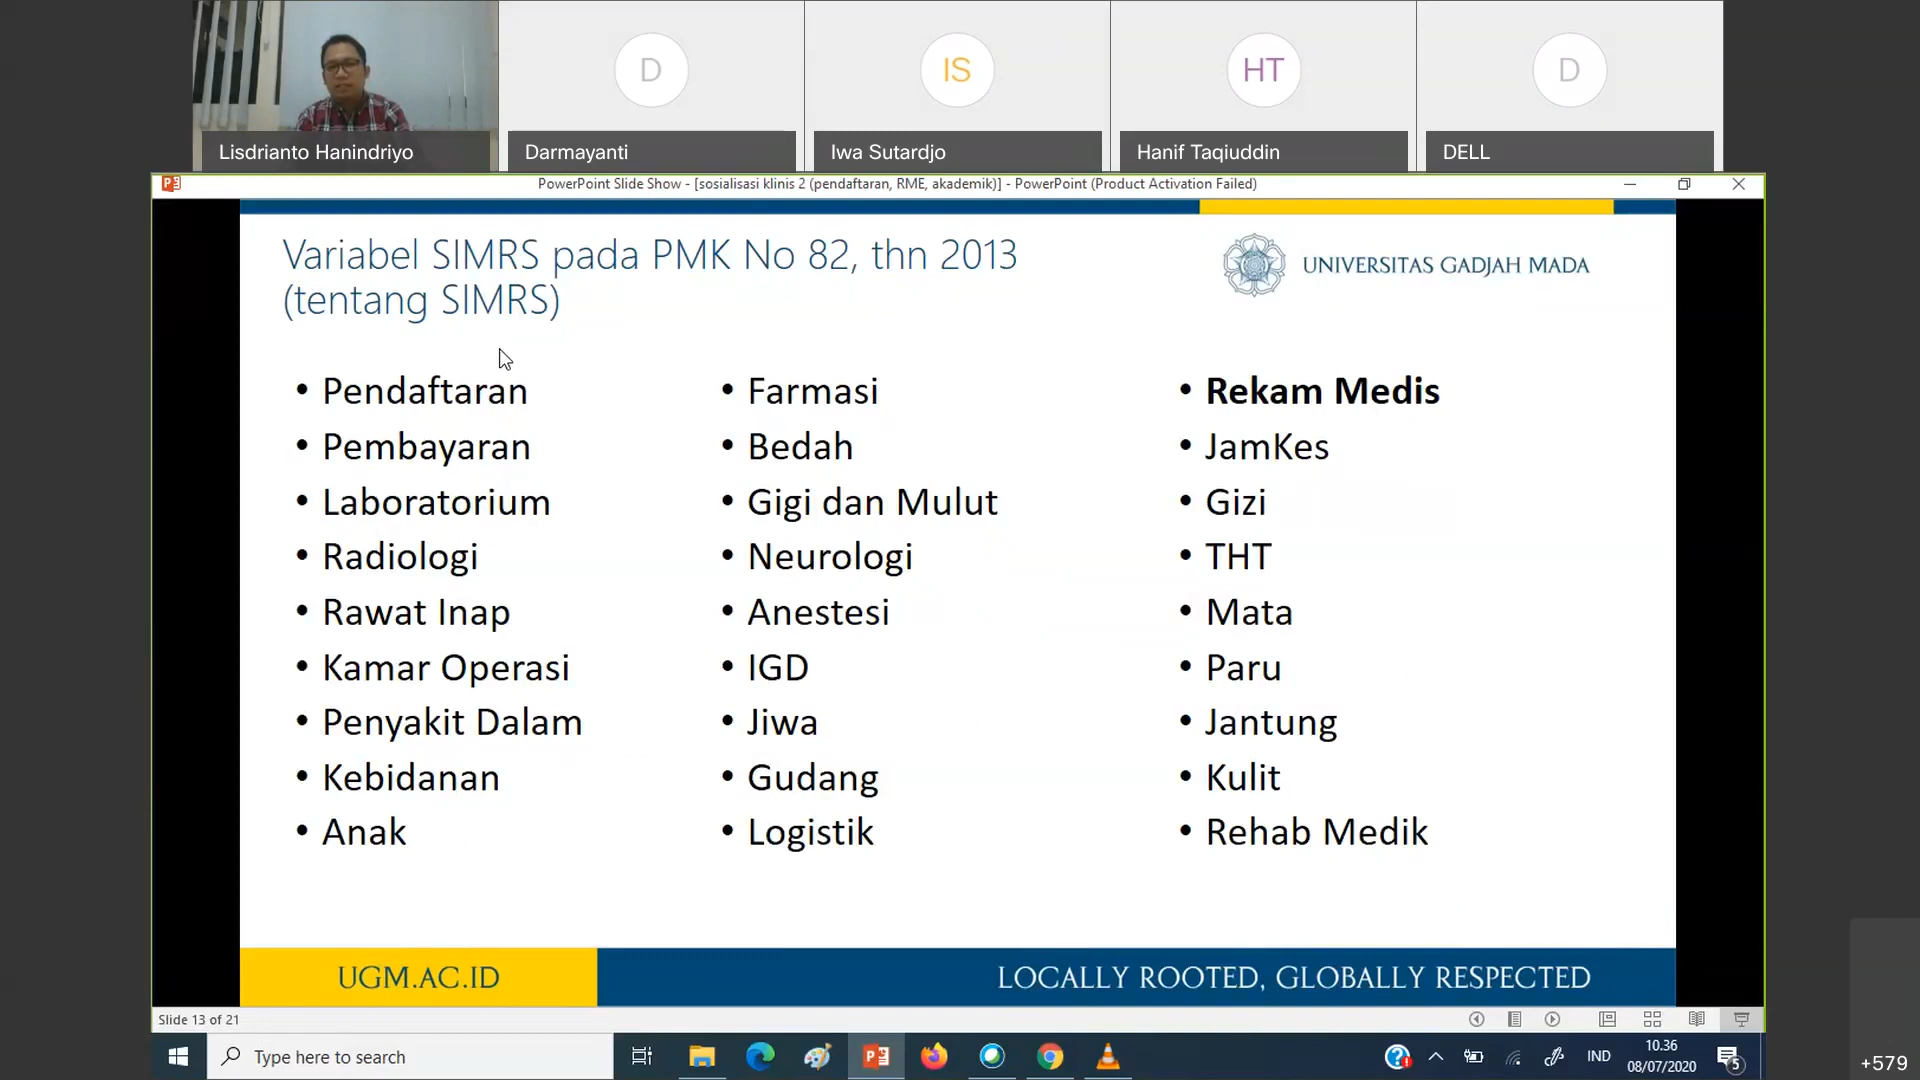 D
IS
HT
D
Lisdrianto Hanindriyo
Darmayanti
Iwa Sutardjo
Hanif Taqiuddin
DELL
PowerPoint Slide Show - [sosialisasi klinis 2 (pendaftaran, RME, akademik)] - PowerPoint (Product Activation Failed)
Variabel SIMRS pada PMK No 82, thn 2013
(tentang SIMRS)
UNIVERSITAS GADJAH MADA
• Pendaftaran
• Pembayaran
• Laboratorium
• Radiologi
• Rawat Inap
• Kamar Operasi
• Penyakit Dalam
• Kebidanan
• Anak
• Farmasi
• Bedah
• Gigi dan Mulut
• Neurologi
• Anestesi
• IGD
• Jiwa
• Gudang
• Logistik
• Rekam Medis
• JamKes
• Gizi
• THT
• Mata
• Paru
• Jantung
• Kulit
• Rehab Medik
UGM.AC.ID
LOCALLY ROOTED, GLOBALLY RESPECTED
Slide 13 of 21
Type here to search
IND
10.36
08/07/2020
5
+579